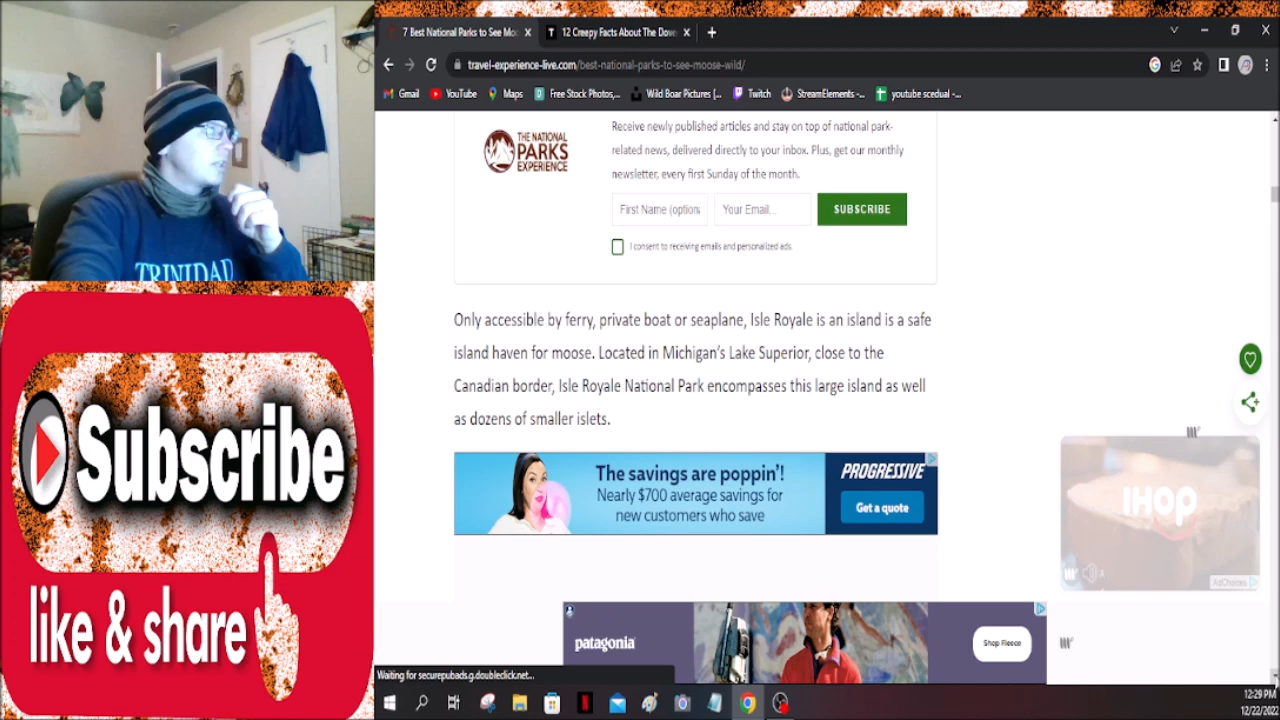 7 Best National Parks to See Mo
12 Creepy Facts About The Dove
travel-experience-live.com/best-national-parks-to-see-moose-wild/
Gmail
YouTube
Maps
Free Stock Photos,...
Wild Boar Pictures [...
Twitch
StreamElements -...
youtube scedual -...
THE NATIONAL
PARKS
EXPERIENCE
Receive newly published articles and stay on top of national park-
related news, delivered directly to your inbox. Plus, get our monthly
newsletter, every first Sunday of the month.
First Name (option
Your Email...
SUBSCRIBE
I consent to receiving emails and personalized ads.
TRINIDAD
Only accessible by ferry, private boat or seaplane, Isle Royale is an island is a safe
island haven for moose. Located in Michigan's Lake Superior, close to the
Canadian border, Isle Royale National Park encompasses this large island as well
as dozens of smaller islets.
Subscribe
like & share
The savings are poppin'!
Nearly $700 average savings for
new customers who save
PROGRESSIVE
Get a quote
IHOP
AdChoices
patagonia
Shop Fleece
Waiting for securepubads.g.doubleclick.net...
12:29 PM
12/22/2022